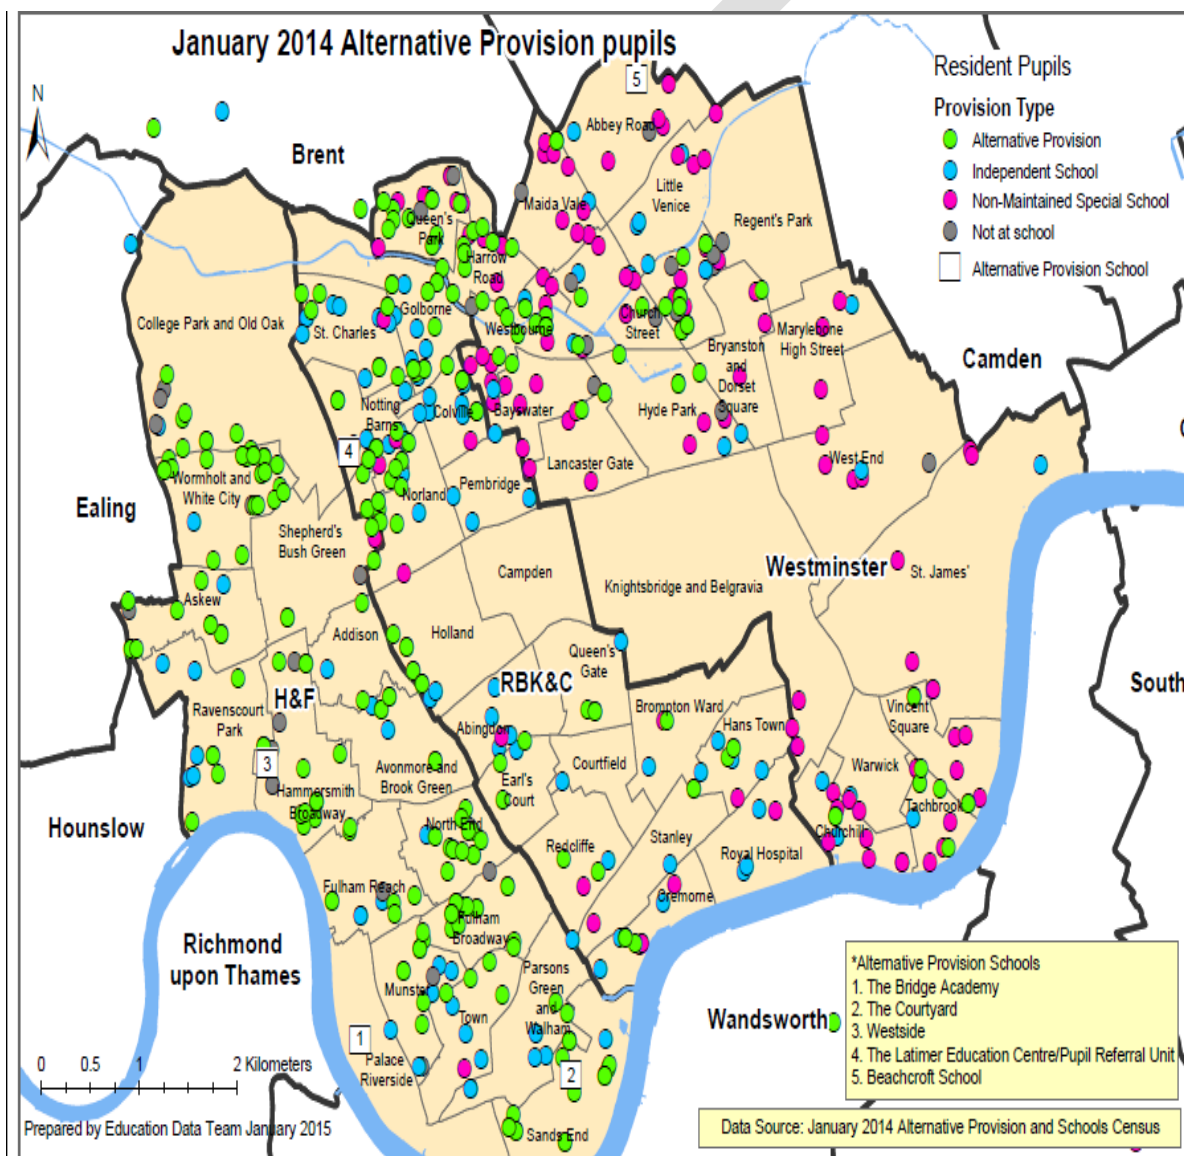 January 2014 Alternative Provision pupils
Resident Pupils
Provision Type
Alternative Provision
Independent School
Non-Maintained Special School
Not at school
Alternative Provision School
N
Brent
Camden
Ealing
Hounslow
Richmond
upon Thames
Wandsworth
South
Westminster
RBK&C
H&F
5
Abbey Road
Little
Venice
Maida Vale
Regent's Park
Queen's
Park
Harrow
Road
College Park and Old Oak
St. Charles
Golborne
Westbourne
Church
Street
Marylebone
High Street
Bryanston
and
Dorset
Square
Notting
Barns
Colville
Bayswater
Hyde Park
4
Lancaster Gate
West End
Wormholt and
White City
Norland
Pembridge
Shepherd's
Bush Green
Campden
Knightsbridge and Belgravia
St. James'
Askew
Addison
Holland
Queen's
Gate
Ravenscourt
Park
Abingdon
Brompton Ward
Hans Town
Vincent
Square
3
Avonmore and
Brook Green
Earl's
Court
Courtfield
Warwick
Hammersmith
Broadway
Tachbrook
North End
Redcliffe
Stanley
Churchill
Royal Hospital
Fulham Reach
Cremorne
Fulham
Broadway
Munster
Town
Parsons
Green
and
Walham
1
Palace
Riverside
2
Sands End
*Alternative Provision Schools
1. The Bridge Academy
2. The Courtyard
3. Westside
4. The Latimer Education Centre/Pupil Referral Unit
5. Beachcroft School
0 0.5 1 2 Kilometers
Prepared by Education Data Team January 2015
Data Source: January 2014 Alternative Provision and Schools Census